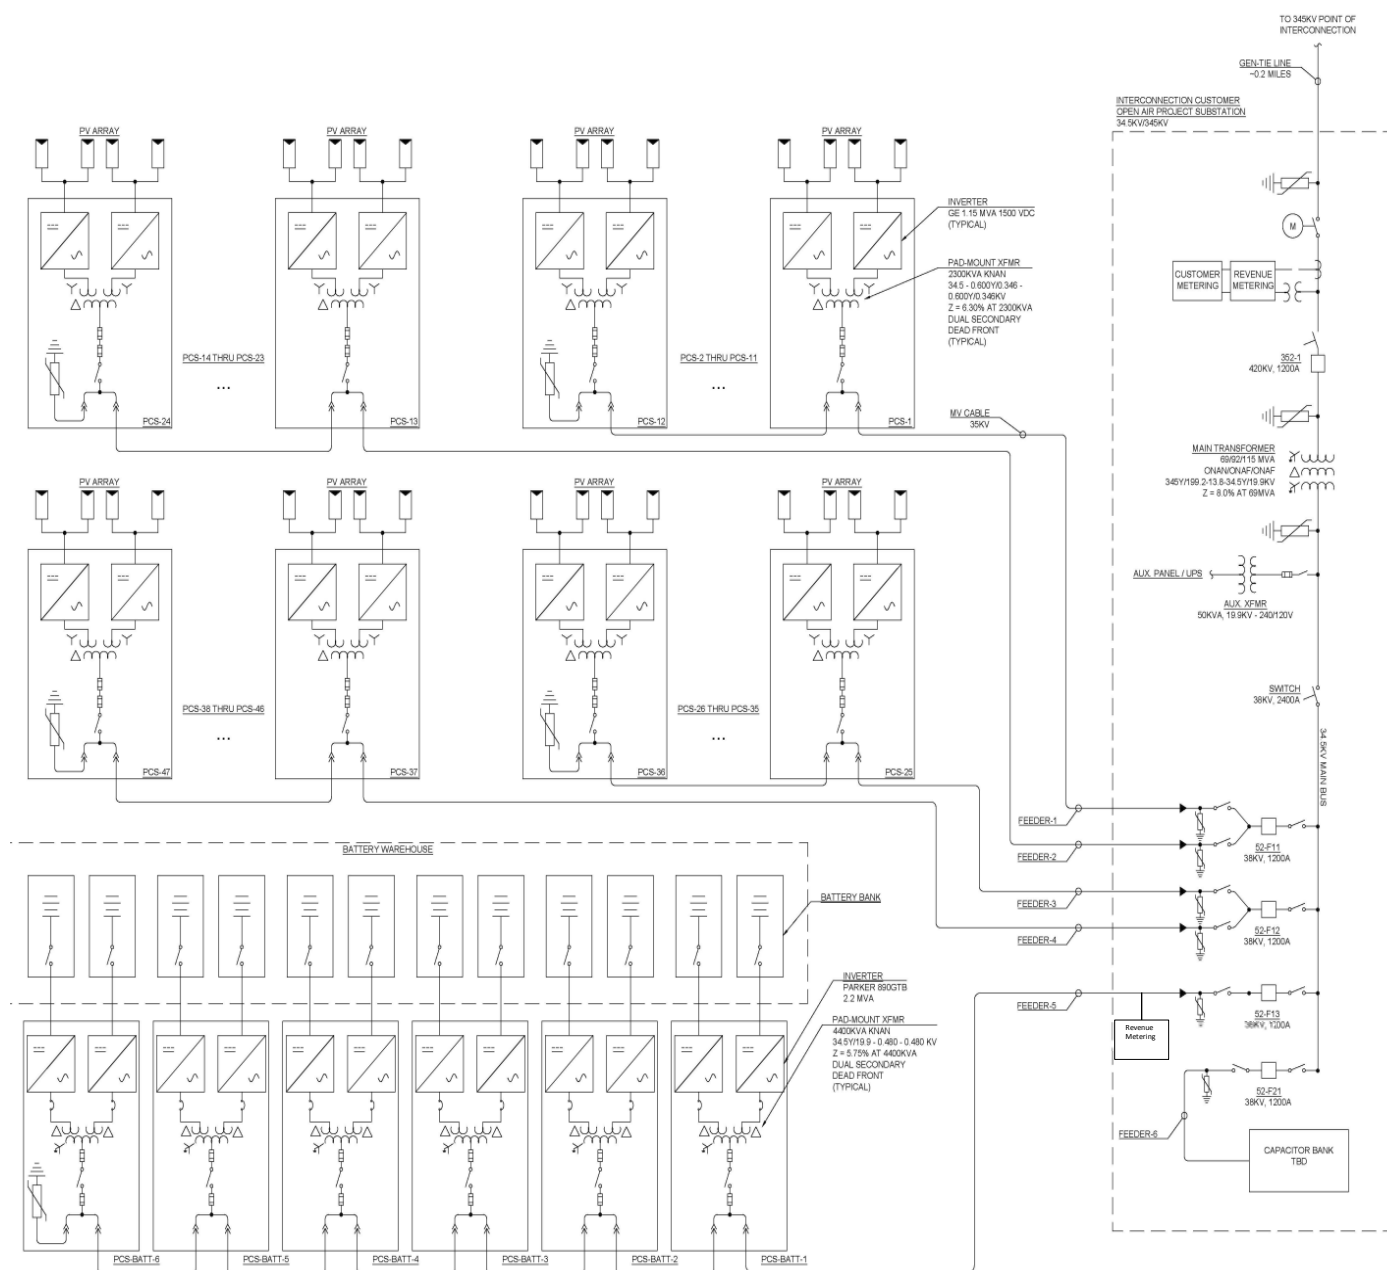 TO 345KV POINT OF
INTERCONNECTION
GEN-TIE LINE
~0.2 MILES
INTERCONNECTION CUSTOMER
OPEN AIR PROJECT SUBSTATION
34.5KV/345KV
PV ARRAY
PV ARRAY
PV ARRAY
PV ARRAY
INVERTER
GE 1.15 MVA 1500 VDC
(TYPICAL)
M
PAD-MOUNT XFMR
2300KVA KNAN
34.5 - 0.600Y/0.346 -
0.600Y/0.346KV
Z = 6.30% AT 2300KVA
DUAL SECONDARY
DEAD FRONT
(TYPICAL)
CUSTOMER
METERING
REVENUE
METERING
PCS-14 THRU PCS-23
...
PCS-2 THRU PCS-11
...
352-1
420KV, 1200A
PCS-24
PCS-13
PCS-12
PCS-1
MV CABLE
35KV
MAIN TRANSFORMER
69/92/115 MVA
ONAN/ONAF/ONAF
345Y/199.2-13.8-34.5Y/19.9KV
Z = 8.0% AT 69MVA
PV ARRAY
PV ARRAY
PV ARRAY
PV ARRAY
AUX. PANEL / UPS
AUX. XFMR
50KVA, 19.9KV - 240/120V
PCS-38 THRU PCS-46
...
PCS-26 THRU PCS-35
...
SWITCH
38KV, 2400A
34.5KV MAIN BUS
PCS-47
PCS-37
PCS-36
PCS-25
FEEDER-1
FEEDER-2
52-F11
38KV, 1200A
BATTERY WAREHOUSE
BATTERY BANK
FEEDER-3
FEEDER-4
52-F12
38KV, 1200A
INVERTER
PARKER 890GTB
2.2 MVA
FEEDER-5
52-F13
38KV, 1200A
Revenue
Metering
PAD-MOUNT XFMR
4400KVA KNAN
34.5Y/19.9 - 0.480 - 0.480 KV
Z = 5.75% AT 4400KVA
DUAL SECONDARY
DEAD FRONT
(TYPICAL)
52-F21
38KV, 1200A
FEEDER-6
CAPACITOR BANK
TBD
PCS-BATT-6
PCS-BATT-5
PCS-BATT-4
PCS-BATT-3
PCS-BATT-2
PCS-BATT-1